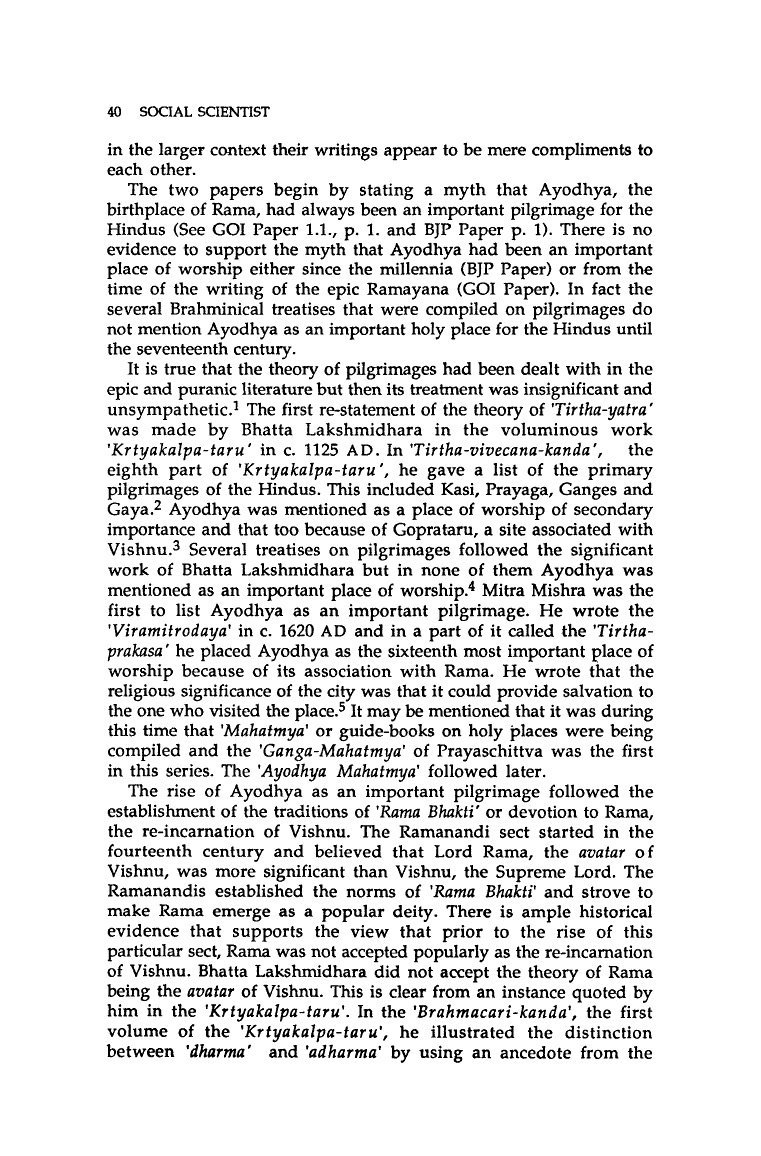 40 SOCIAL SCIENTIST
in the larger context their writings appear to be mere compliments to
each other.
The two papers begin by stating a myth that Ayodhya, the
birthplace of Rama, had always been an important pilgrimage for the
Hindus (See GOI Paper 1.1., p. 1. and BJP Paper p. 1). There is no
evidence to support the myth that Ayodhya had been an important
place of worship either since the millennia (BJP Paper) or from the
time of the writing of the epic Ramayana (GOI Paper). In fact the
several Brahminical treatises that were compiled on pilgrimages do
not mention Ayodhya as an important holy place for the Hindus until
the seventeenth century.
It is true that the theory of pilgrimages had been dealt with in the
epic and puranic literature but then its treatment was insignificant and
unsympathetic.1 The first re-statement of the theory of 'Tirtha-yatra'
was made by Bhatta Lakshmidhara in the voluminous work
'Krtyakalpa-taru' in c. 1125 AD. In 'Tirtha-vivecana-kanda', the
eighth part of 'Krtyakalpa-taru', he gave a list of the primary
pilgrimages of the Hindus. This included Kasi, Prayaga, Ganges and
Gaya.2 Ayodhya was mentioned as a place of worship of secondary
importance and that too because of Goprataru, a site associated with
Vishnu.3 Several treatises on pilgrimages followed the significant
work of Bhatta Lakshmidhara but in none of them Ayodhya was
mentioned as an important place of worship.4 Mitra Mishra was the
first to list Ayodhya as an important pilgrimage. He wrote the
'Viramitrodaya' in c. 1620 AD and in a part of it called the 'Tirtha-
prakasa' he placed Ayodhya as the sixteenth most important place of
worship because of its association with Rama. He wrote that the
religious significance of the city was that it could provide salvation to
the one who visited the place.5 It may be mentioned that it was during
this time that 'Mahatmya' or guide-books on holy places were being
compiled and the 'Ganga-Mahatmya' of Prayaschittva was the first
in this series. The 'Ayodhya Mahatmya' followed later.
The rise of Ayodhya as an important pilgrimage followed the
establishment of the traditions of 'Rama Bhakti' or devotion to Rama,
the re-incarnation of Vishnu. The Ramanandi sect started in the
fourteenth century and believed that Lord Rama, the avatar of
Vishnu, was more significant than Vishnu, the Supreme Lord. The
Ramanandis established the norms of 'Rama Bhakti' and strove to
make Rama emerge as a popular deity. There is ample historical
evidence that supports the view that prior to the rise of this
particular sect, Rama was not accepted popularly as the re-incarnation
of Vishnu. Bhatta Lakshmidhara did not accept the theory of Rama
being the avatar of Vishnu. This is clear from an instance quoted by
him in the 'Krtyakalpa-taru'. In the 'Brahmacari-kanda', the first
volume of the 'Krtyakalpa-taru', he illustrated the distinction
between 'dharma' and 'adharma' by using an ancedote from the